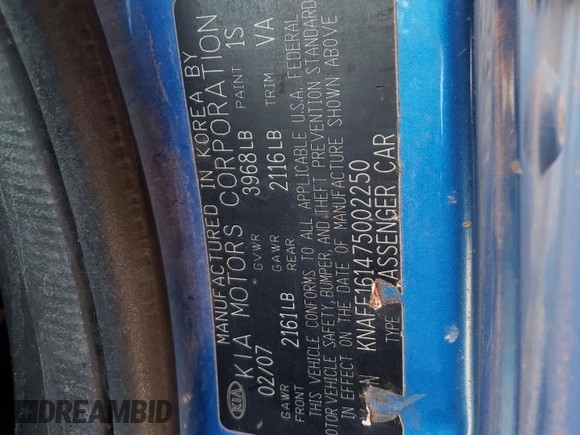 MANUFACTURED IN KOREA BY
KIA KIA MOTORS CORPORATION
02/07 GVWR 3968LB PAINT 1S
GAWR FRONT 2161LB GAWR REAR 2116LB TRIM VA
THIS VEHICLE CONFORMS TO ALL APPLICABLE U.S.A. FEDERAL
MOTOR VEHICLE SAFETY, BUMPER, AND THEFT PREVENTION STANDARD
IN EFFECT ON THE DATE OF MANUFACTURE SHOWN ABOVE
KNAFE161475002250
TYPE PASSENGER CAR
DREAMBID